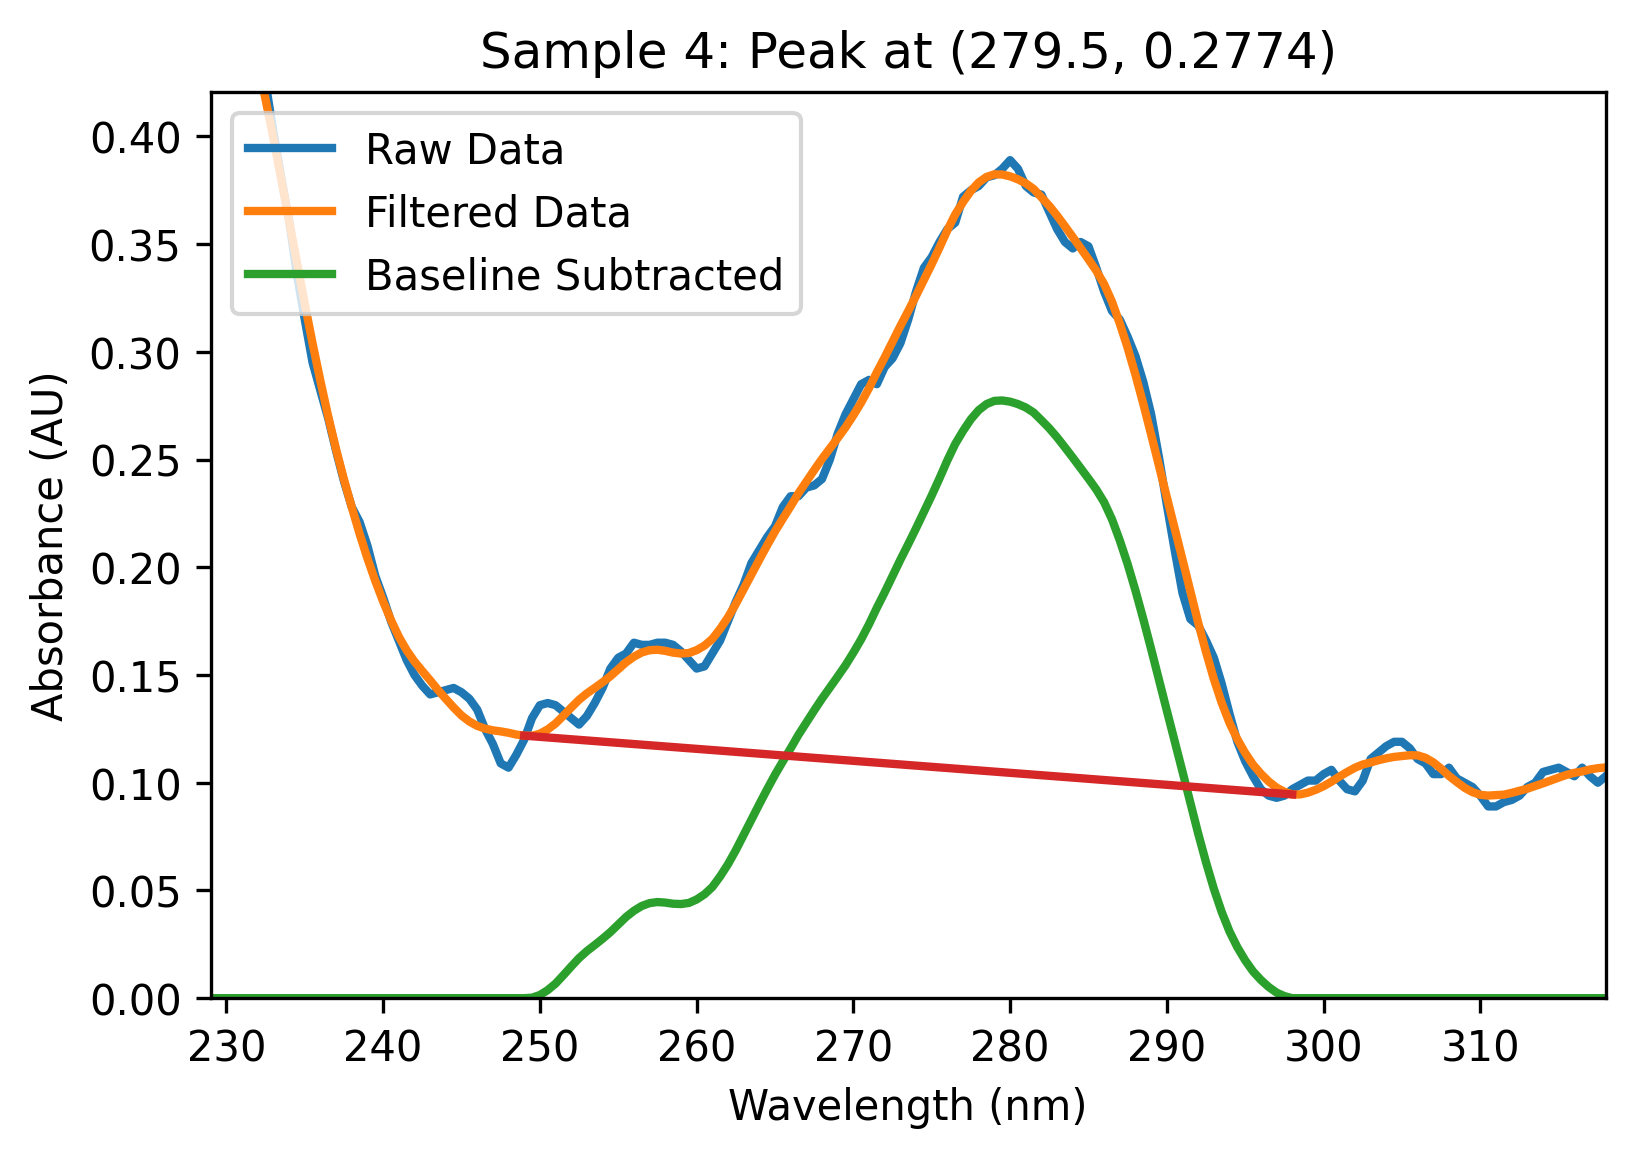 Sample 4: Peak at (279.5, 0.2774)
Raw Data
Filtered Data
Baseline Subtracted
Absorbance (AU)
0.40
0.35
0.30
0.25
0.20
0.15
0.10
0.05
0.00
230 240 250 260 270 280 290 300 310
Wavelength (nm)